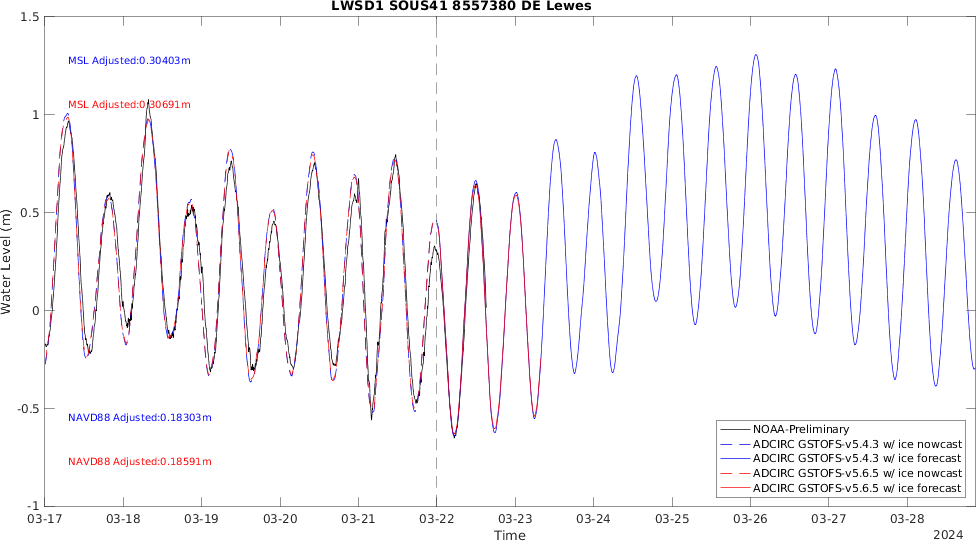 LWSD1 SOUS41 8557380 DE Lewes
1.5
1
0.5
0
-0.5
-1
Water Level (m)
MSL Adjusted:0.30403m
MSL Adjusted:0.30691m
NAVD88 Adjusted:0.18303m
NAVD88 Adjusted:0.18591m
NOAA-Preliminary
ADCIRC GSTOFS-v5.4.3 w/ ice nowcast
ADCIRC GSTOFS-v5.4.3 w/ ice forecast
ADCIRC GSTOFS-v5.6.5 w/ ice nowcast
ADCIRC GSTOFS-v5.6.5 w/ ice forecast
03-17 03-18 03-19 03-20 03-21 03-22 03-23 03-24 03-25 03-26 03-27 03-28
Time
2024